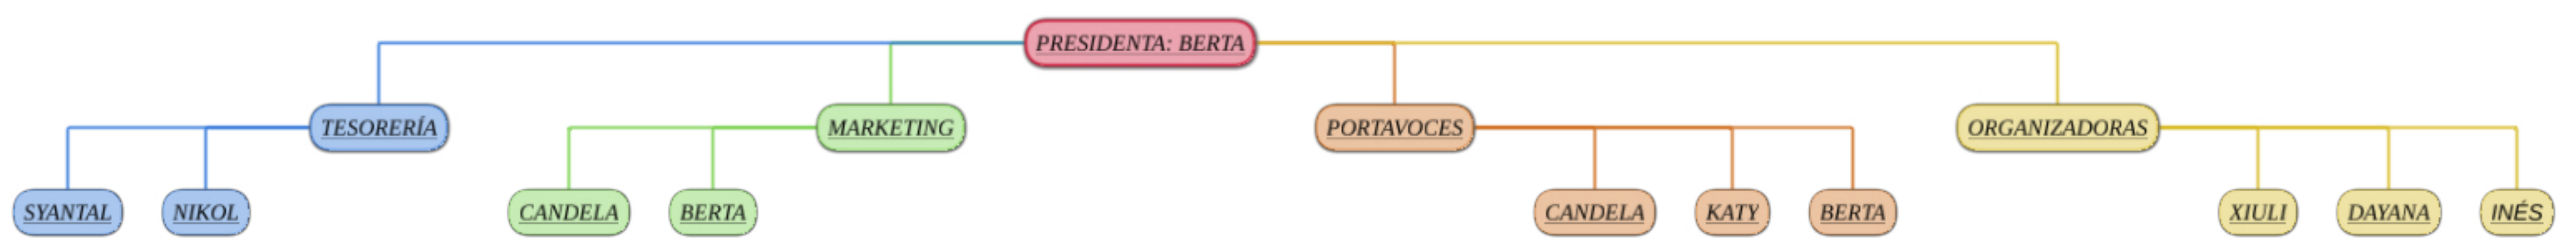 PRESIDENTA: BERTA
TESORERÍA
MARKETING
PORTAVOCES
ORGANIZADORAS
SYANTAL
NIKOL
CANDELA
BERTA
CANDELA
KATY
BERTA
XIULI
DAYANA
INÉS